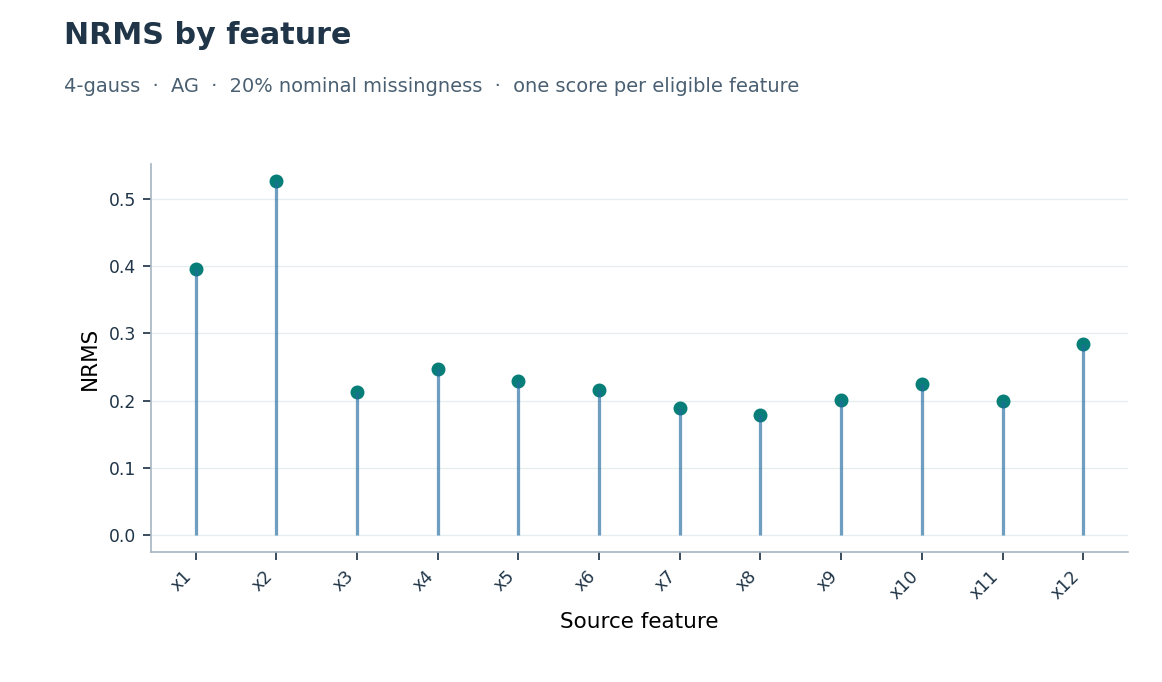 NRMS by feature
4-gauss · AG · 20% nominal missingness · one score per eligible feature
NRMS
0.5
0.4
0.3
0.2
0.1
0.0
x1 x2 x3 x4 x5 x6 x7 x8 x9 x10 x11 x12
Source feature